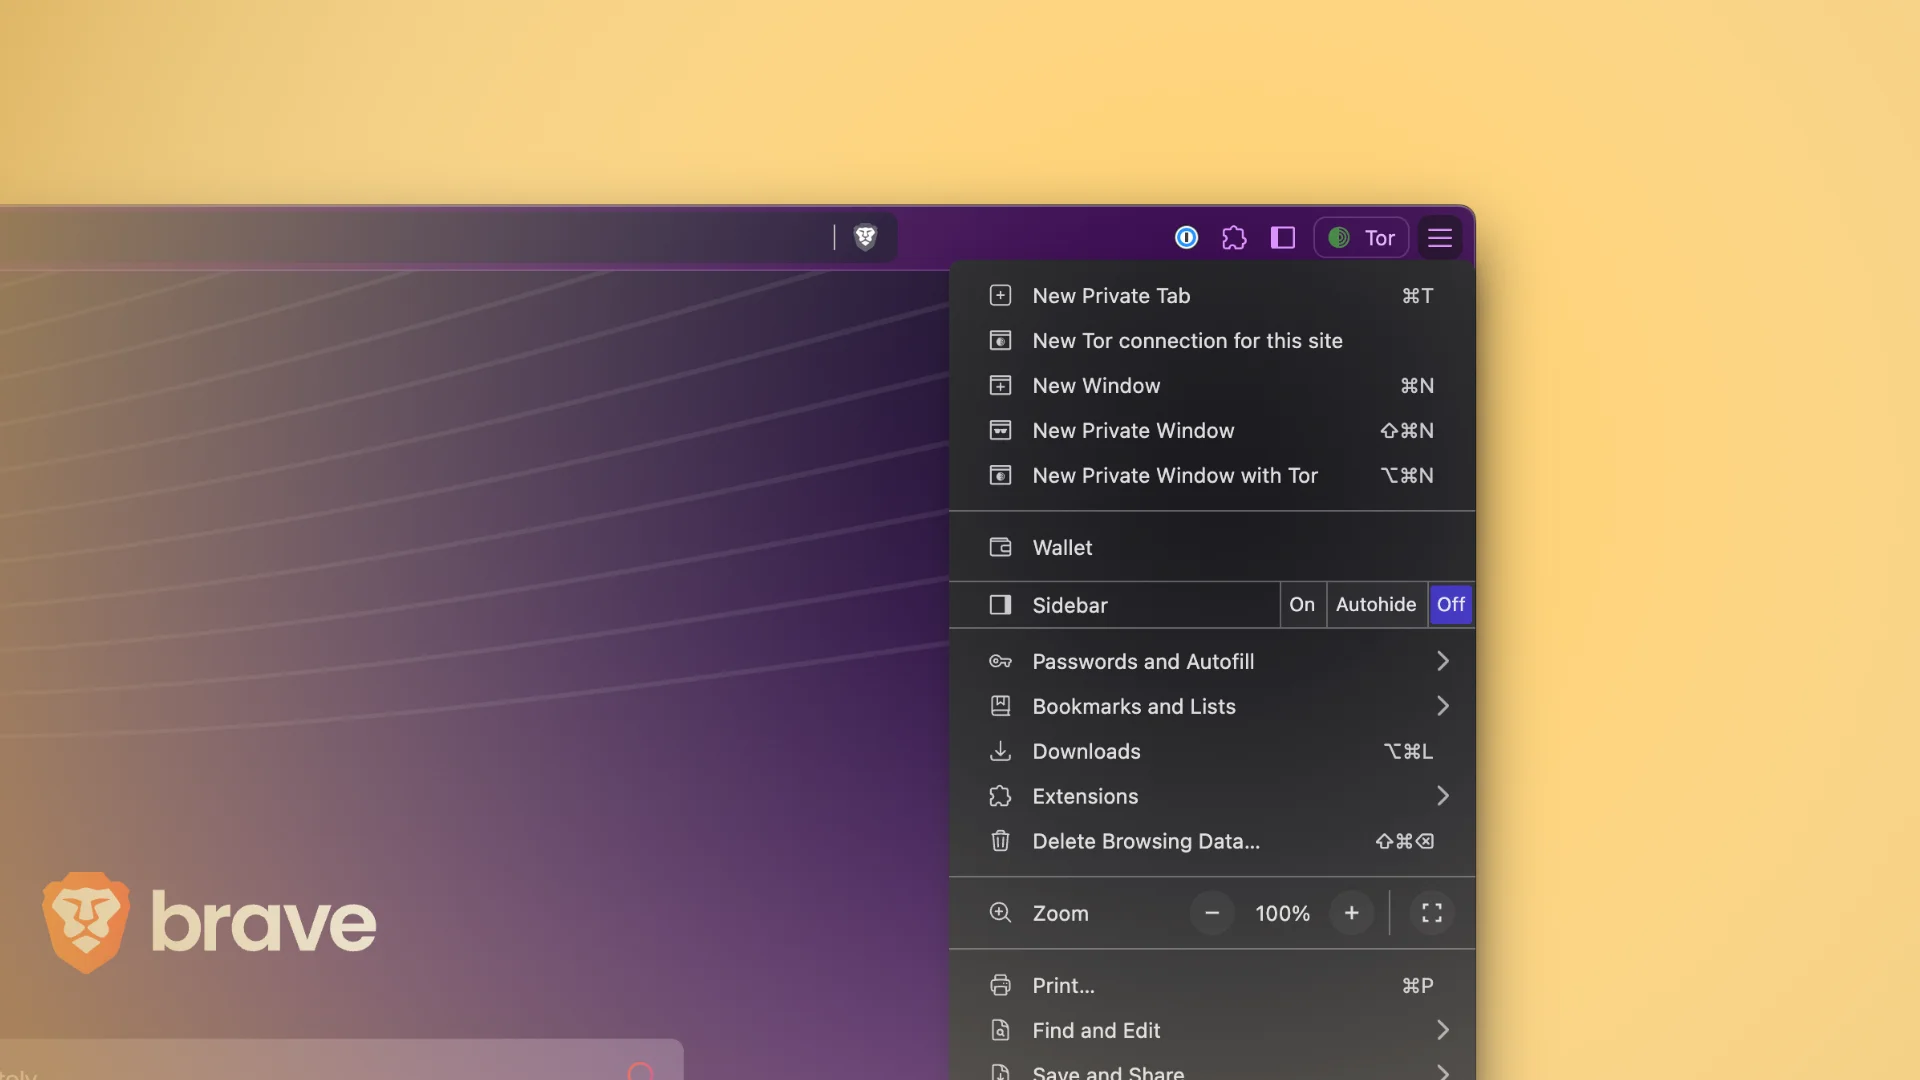 Tor
New Private Tab ⌘T
New Tor connection for this site
New Window ⌘N
New Private Window ⇧⌘N
New Private Window with Tor ⌥⌘N
Wallet
Sidebar On Autohide Off
Passwords and Autofill
Bookmarks and Lists
Downloads ⌥⌘L
Extensions
Delete Browsing Data... ⇧⌘⌫
brave
Zoom − 100% +
Print... ⌘P
Find and Edit
Save and Share